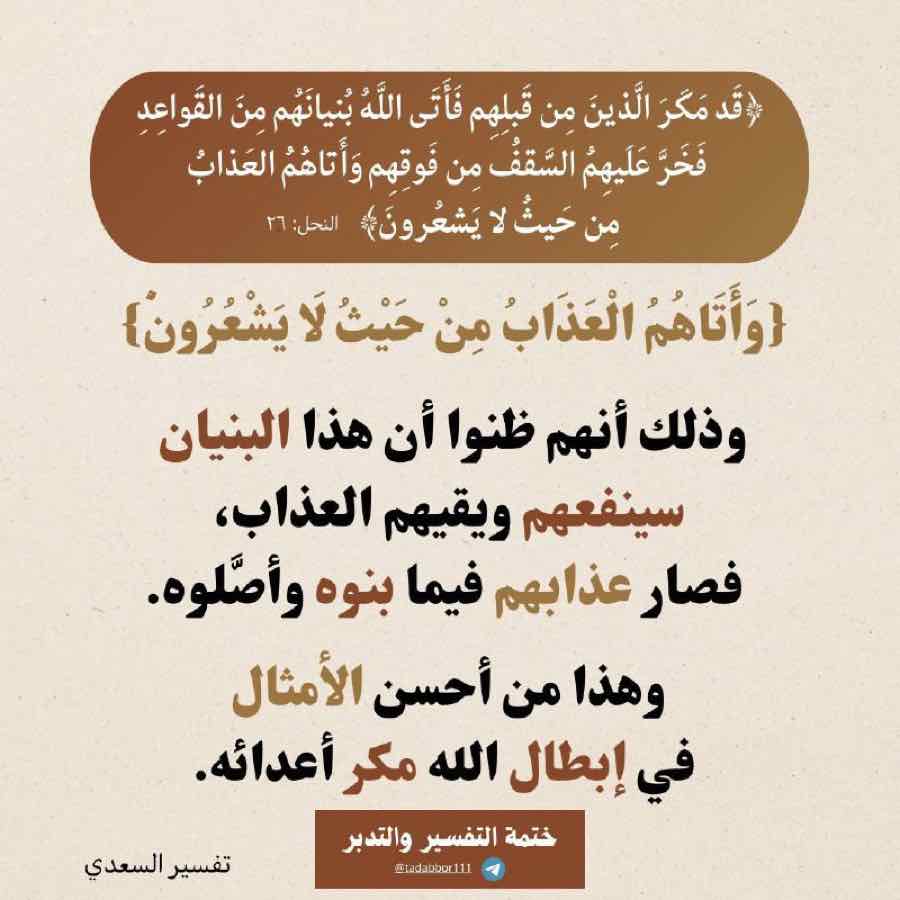 ﴿قَد مَكَرَ الَّذينَ مِن قَبلِهِم فَأَتَى اللَّهُ بُنيانَهُم مِنَ القَواعِدِ
فَخَرَّ عَلَيهِمُ السَّقفُ مِن فَوقِهِم وَأَتاهُمُ العَذابُ
مِن حَيثُ لا يَشعُرونَ﴾ النحل: ٢٦
{وَأَتَاهُمُ الْعَذَابُ مِنْ حَيْثُ لَا يَشْعُرُونَ}
وذلك أنهم ظنوا أن هذا البنيان
سينفعهم ويقيهم العذاب،
فصار عذابهم فيما بنوه وأصَّلوه.
وهذا من أحسن الأمثال
في إبطال الله مكر أعدائه.
ختمة التفسير والتدبر
@tadabbor111
تفسير السعدي